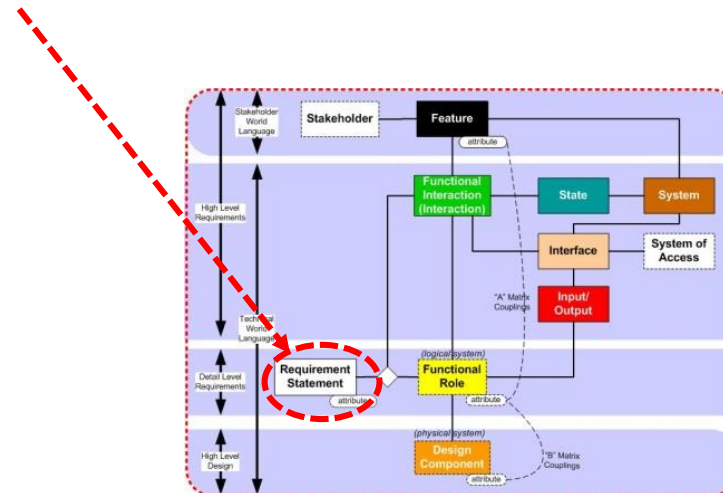 Stakeholder
World
Language
Stakeholder
Feature
attribute
High Level
Requirements
Functional
Interaction
(Interaction)
State
System
Interface
System of
Access
"A" Matrix
Couplings
Input/
Output
Technical
World
Language
Detail Level
Requirements
Requirement
Statement
attribute
(logical system)
Functional
Role
attribute
High Level
Design
(physical system)
Design
Component
attribute
"B" Matrix
Couplings